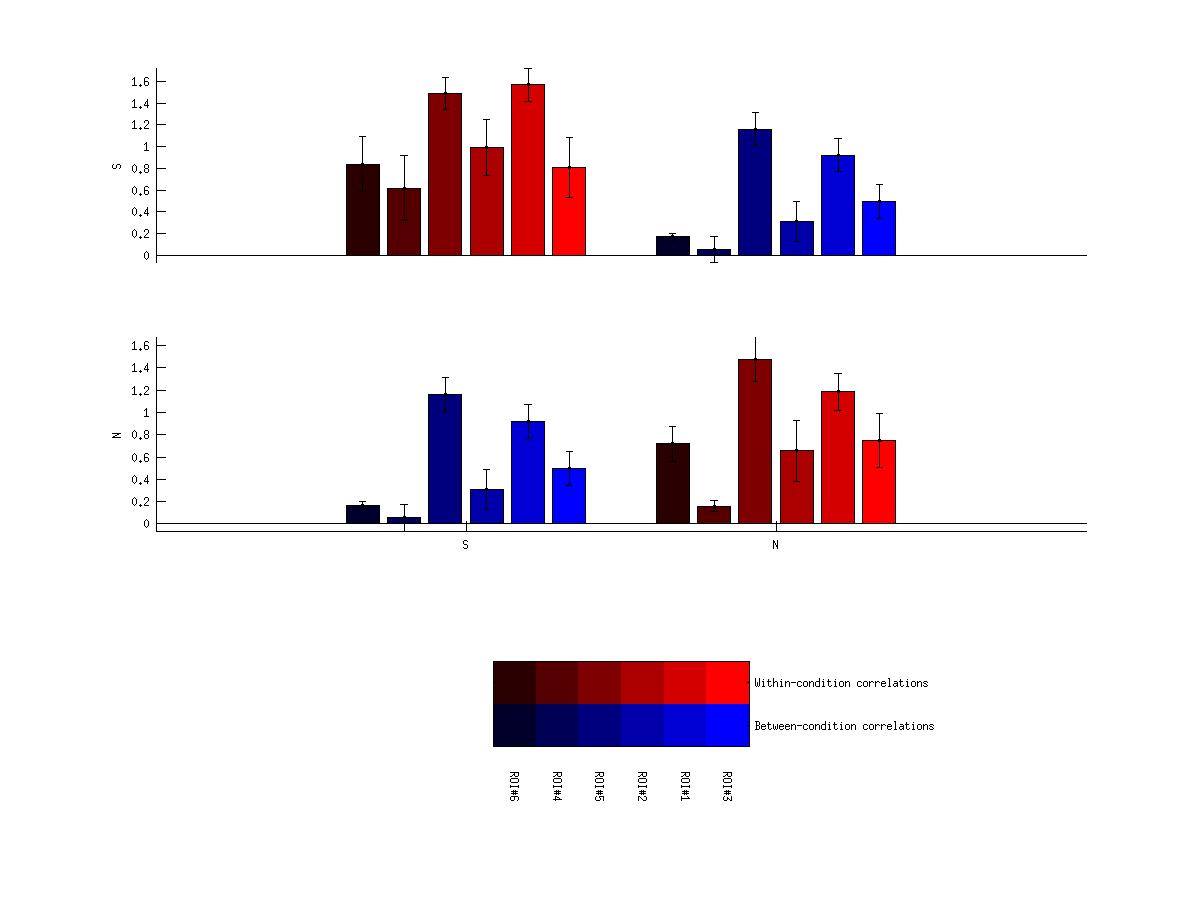 1.6
1.4
1.2
1
0.8
0.6
0.4
0.2
0
S
1.6
1.4
1.2
1
0.8
0.6
0.4
0.2
0
N
S N
Within-condition correlations
Between-condition correlations
ROI#6
ROI#4
ROI#5
ROI#2
ROI#1
ROI#3